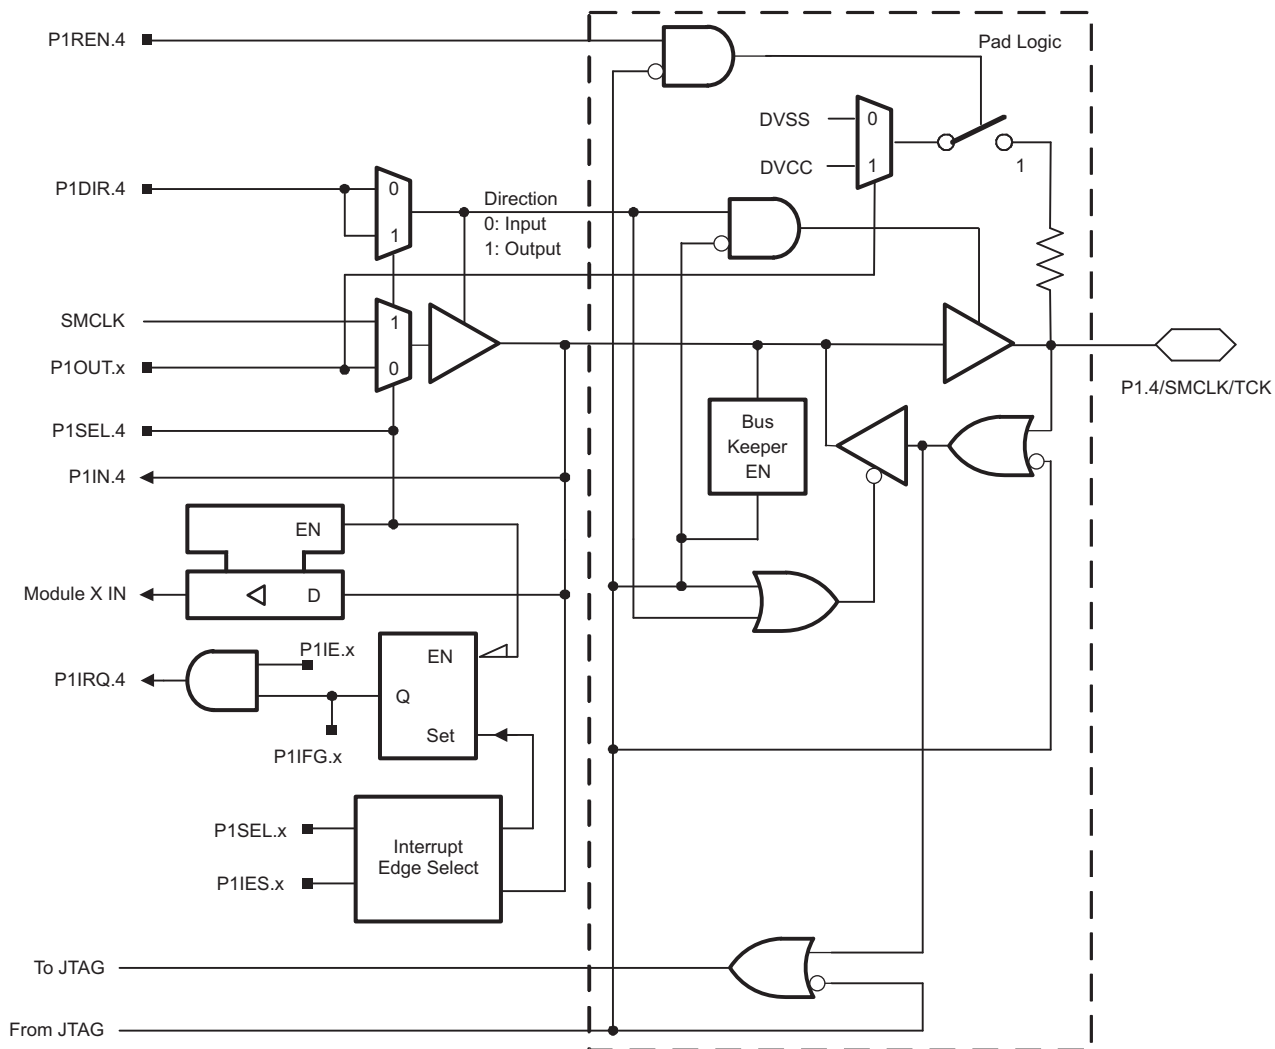 P1REN.4
Pad Logic
DVSS
0
DVCC
1
1
P1DIR.4
0
1
Direction
0: Input
1: Output
SMCLK
1
P1OUT.x
0
P1.4/SMCLK/TCK
P1SEL.4
Bus
Keeper
EN
P1IN.4
EN
Module X IN
D
P1IE.x
EN
P1IRQ.4
Q
Set
P1IFG.x
P1SEL.x
Interrupt
Edge Select
P1IES.x
To JTAG
From JTAG